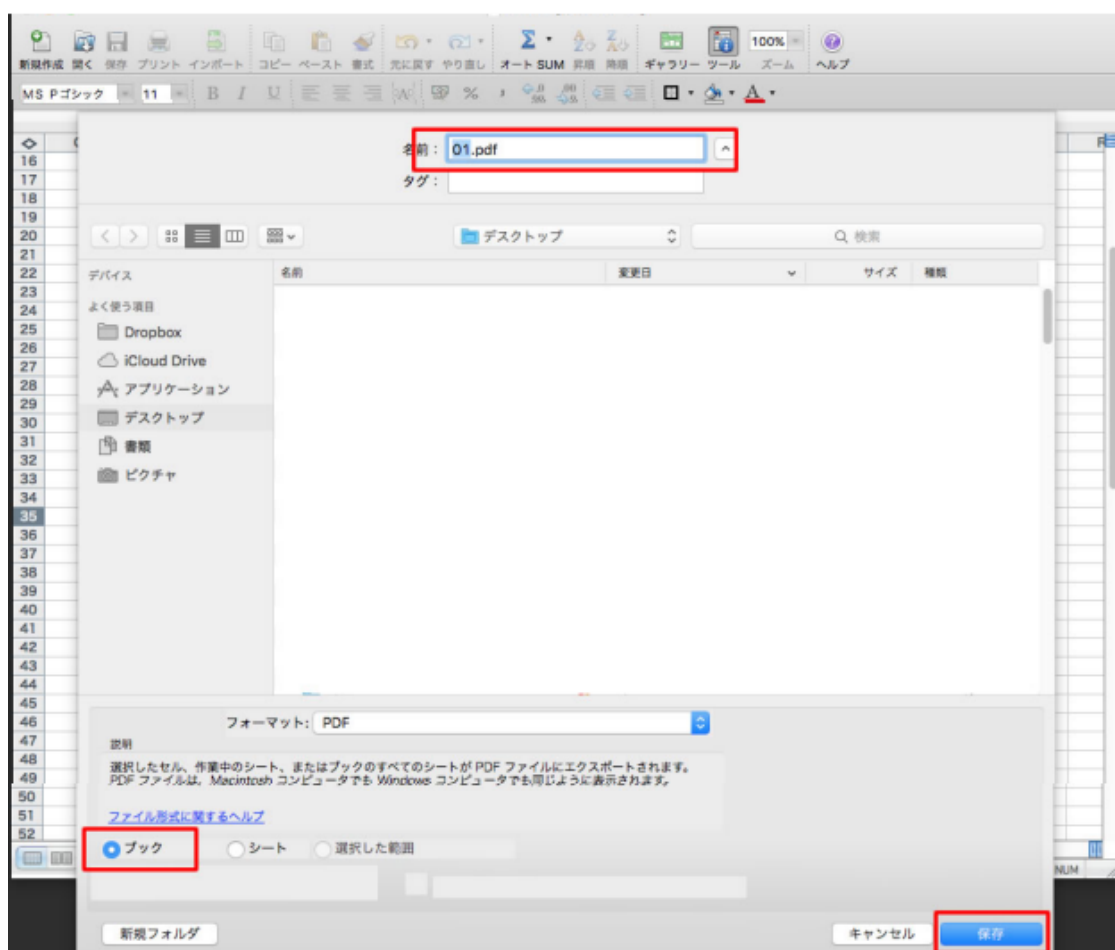 新規作成 開く 保存 プリント インポート コピー ペースト 書式 元に戻す やり直し オート SUM 昇順 降順 ギャラリー ツール ズーム ヘルプ
100%
MS Pゴシック 11 B I U % ,
名前： 01.pdf
タグ：
デスクトップ 検索
デバイス 名前 変更日 サイズ 種類
よく使う項目
Dropbox
iCloud Drive
アプリケーション
デスクトップ
書類
ピクチャ
16
17
18
19
20
21
22
23
24
25
26
27
28
29
30
31
32
33
34
35
36
37
38
39
40
41
42
43
44
45
46
47
48
49
50
51
52
フォーマット: PDF
説明
選択したセル、作業中のシート、またはブックのすべてのシートが PDF ファイルにエクスポートされます。
PDF ファイルは、Macintosh コンピュータでも Windows コンピュータでも同じように表示されます。
ファイル形式に関するヘルプ
ブック シート 選択した範囲
NUM
新規フォルダ キャンセル 保存